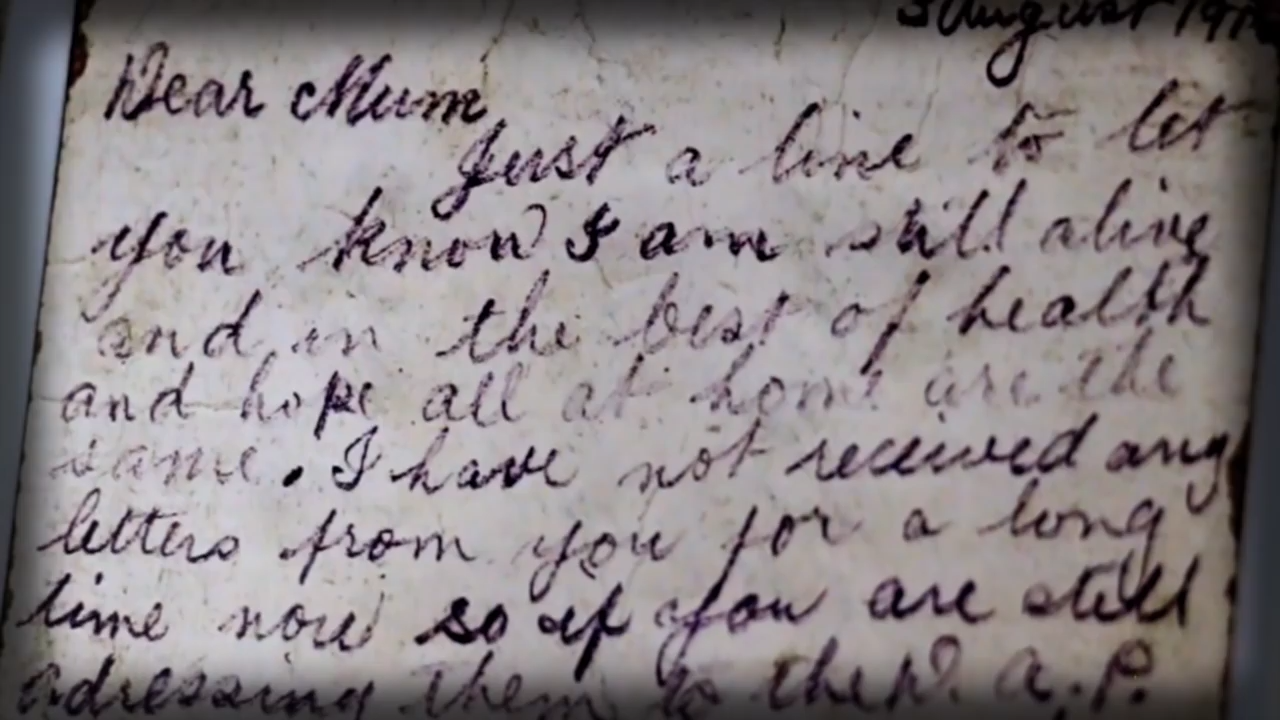 3 August 191
Dear Mum
Just a line to let
you know I am still alive
and in the best of health
and hope all at home are the
same. I have not received any
letters from you for a long
time now so if you are still
adressing them to the W. A. P.